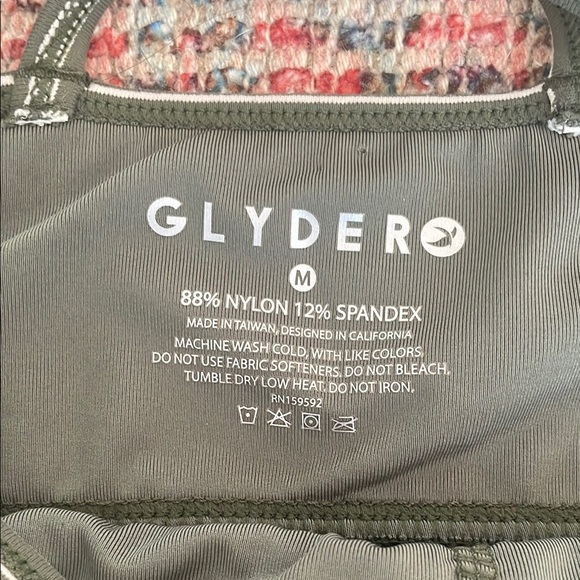 GLYDER
M
88% NYLON 12% SPANDEX
MADE IN TAIWAN, DESIGNED IN CALIFORNIA
MACHINE WASH COLD, WITH LIKE COLORS,
DO NOT USE FABRIC SOFTENERS. DO NOT BLEACH,
TUMBLE DRY LOW HEAT. DO NOT IRON,
RN159592